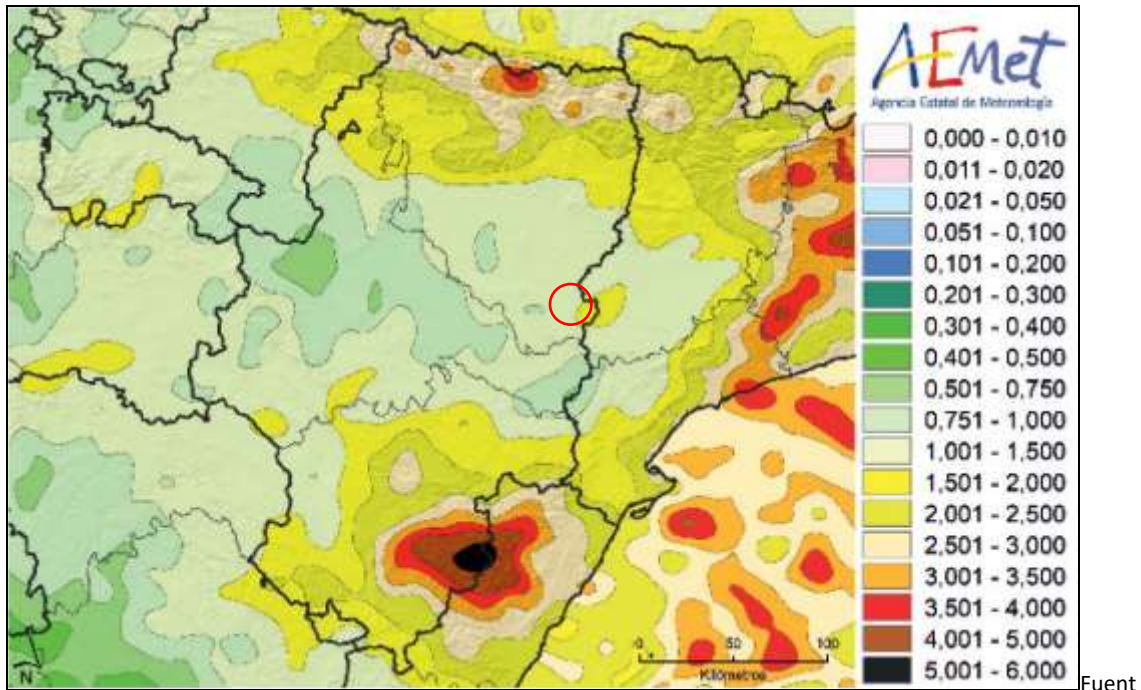 AEMet
Agencia Estatal de Meteorología
0,000 - 0,010
0,011 - 0,020
0,021 - 0,050
0,051 - 0,100
0,101 - 0,200
0,201 - 0,300
0,301 - 0,400
0,401 - 0,500
0,501 - 0,750
0,751 - 1,000
1,001 - 1,500
1,501 - 2,000
2,001 - 2,500
2,501 - 3,000
3,001 - 3,500
3,501 - 4,000
4,001 - 5,000
5,001 - 6,000
0 50 100
Kilómetros
N
Fuent